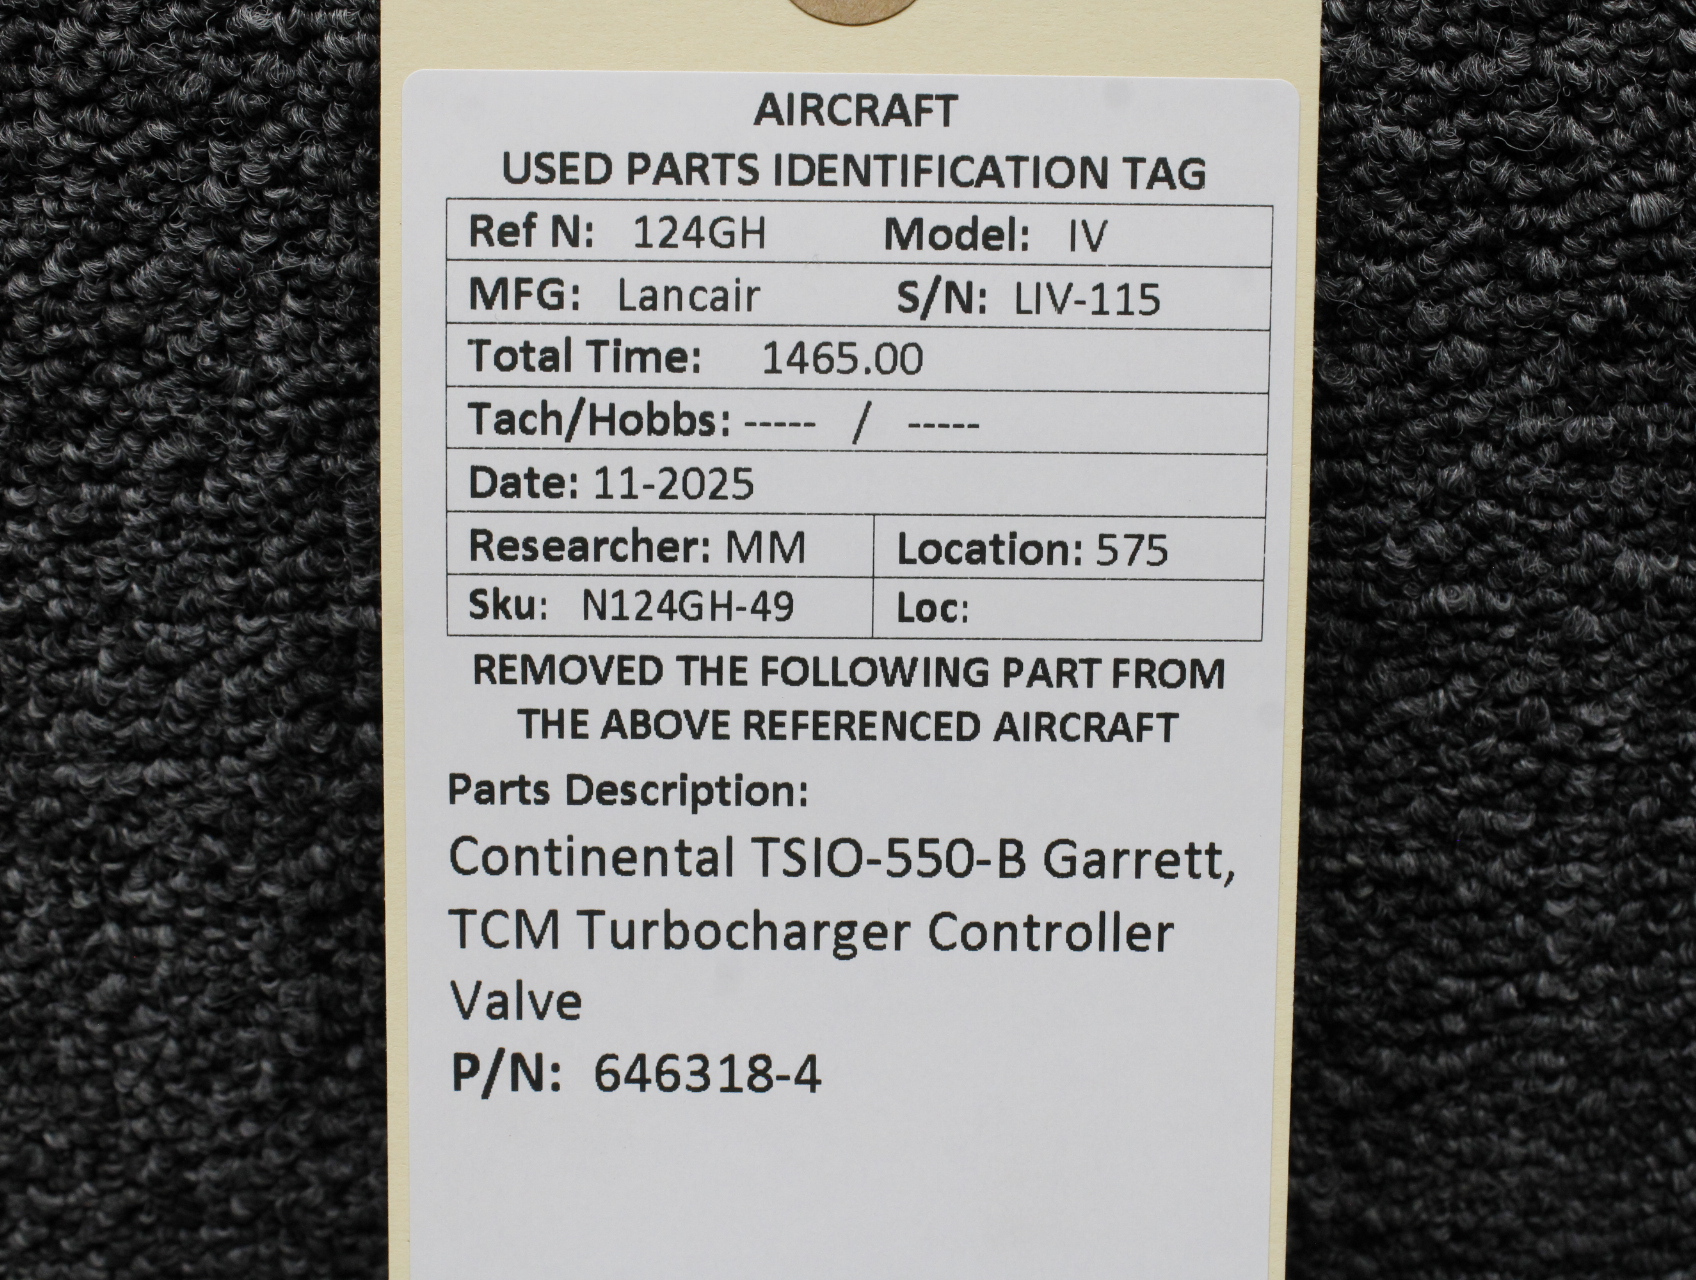 AIRCRAFT
USED PARTS IDENTIFICATION TAG
Ref N: 124GH Model: IV
MFG: Lancair S/N: LIV-115
Total Time: 1465.00
Tach/Hobbs: ----- / -----
Date: 11-2025
Researcher: MM Location: 575
Sku: N124GH-49 Loc:
REMOVED THE FOLLOWING PART FROM
THE ABOVE REFERENCED AIRCRAFT
Parts Description:
Continental TSIO-550-B Garrett,
TCM Turbocharger Controller
Valve
P/N: 646318-4